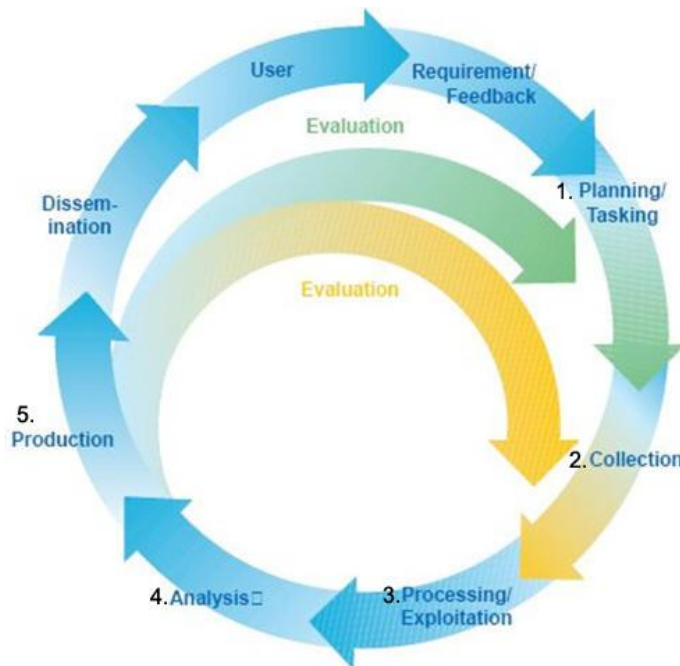 User
Requirement/
Feedback
Evaluation
1. Planning/
Tasking
Dissem-
ination
Evaluation
5.
Production
2. Collection
4. Analysis□
3. Processing/
Exploitation